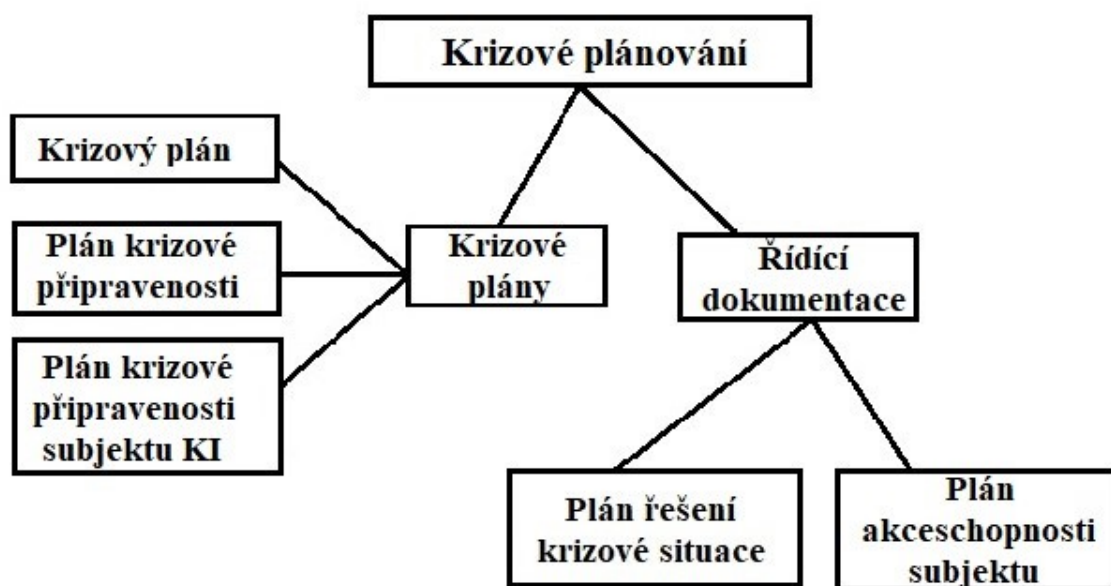 Krizové plánování
Krizový plán
Plán krizové
připravenosti
Plán krizové
připravenosti
subjektu KI
Krizové
plány
Řídící
dokumentace
Plán řešení
krizové situace
Plán
akceschopnosti
subjektu